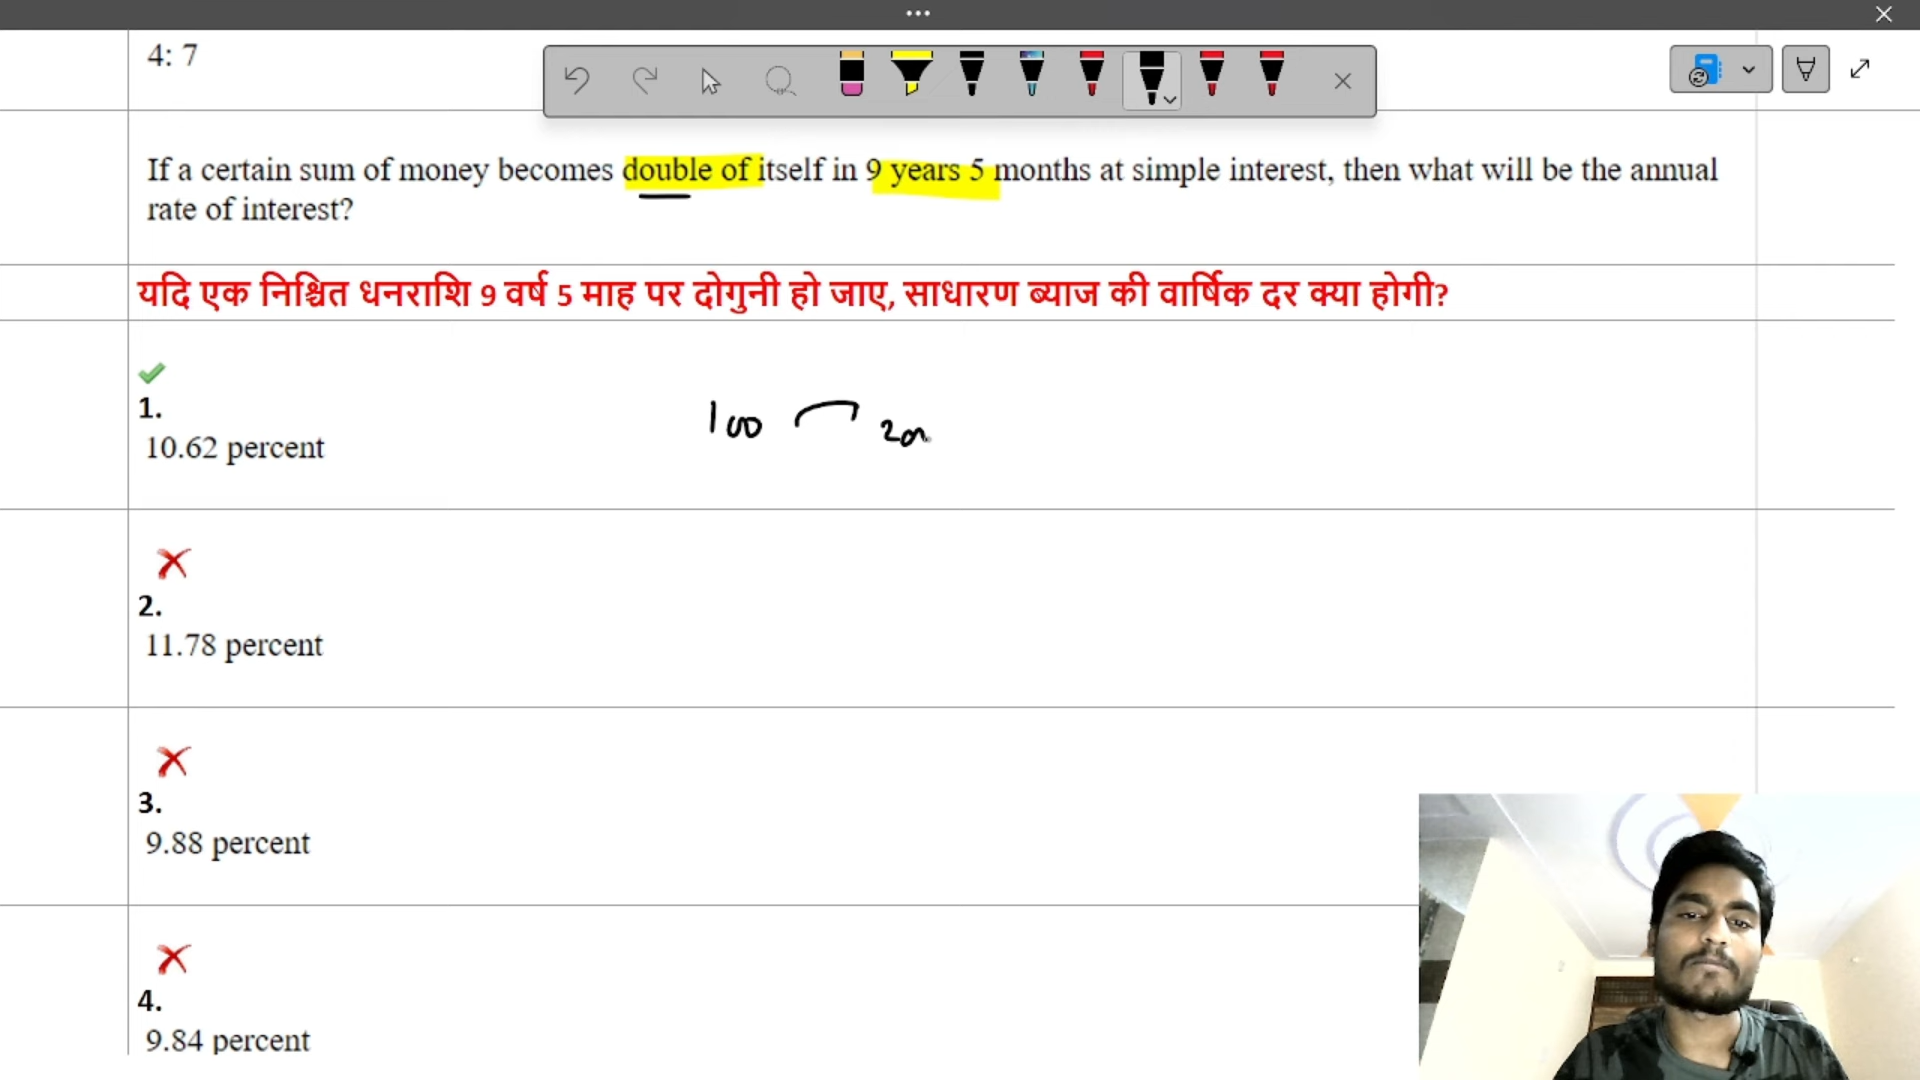 4: 7
If a certain sum of money becomes double of itself in 9 years 5 months at simple interest, then what will be the annual
rate of interest?
यदि एक निश्चित धनराशि 9 वर्ष 5 माह पर दोगुनी हो जाए, साधारण ब्याज की वार्षिक दर क्या होगी?
1.
10.62 percent
100 200
2.
11.78 percent
3.
9.88 percent
4.
9.84 percent